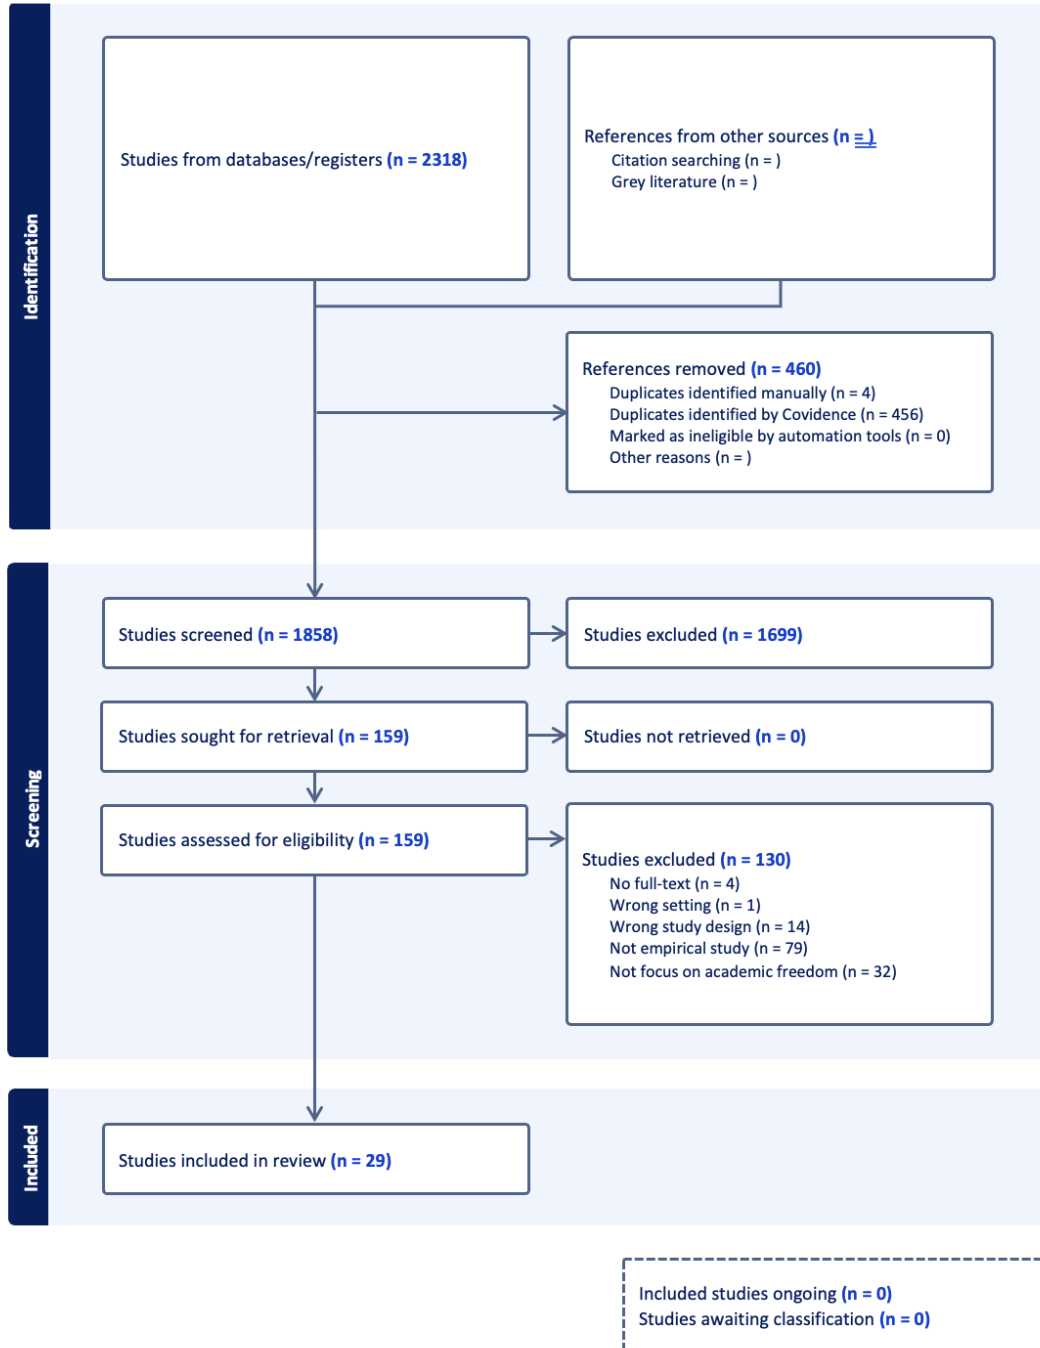 Identification
Studies from databases/registers (n = 2318)
References from other sources (n = )
Citation searching (n = )
Grey literature (n = )
References removed (n = 460)
Duplicates identified manually (n = 4)
Duplicates identified by Covidence (n = 456)
Marked as ineligible by automation tools (n = 0)
Other reasons (n = )
Screening
Studies screened (n = 1858)
Studies excluded (n = 1699)
Studies sought for retrieval (n = 159)
Studies not retrieved (n = 0)
Studies assessed for eligibility (n = 159)
Studies excluded (n = 130)
No full-text (n = 4)
Wrong setting (n = 1)
Wrong study design (n = 14)
Not empirical study (n = 79)
Not focus on academic freedom (n = 32)
Included
Studies included in review (n = 29)
Included studies ongoing (n = 0)
Studies awaiting classification (n = 0)